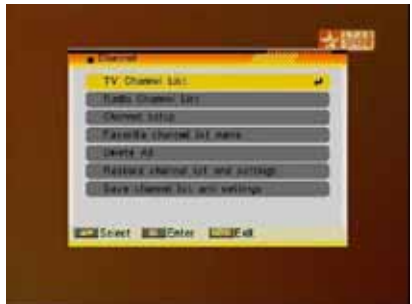 Channel
TV Channel List
Radio Channel List
Channel setup
Favorite channel list name
Delete All
Restore channel list and settings
Save channel list and settings
Select Enter Exit